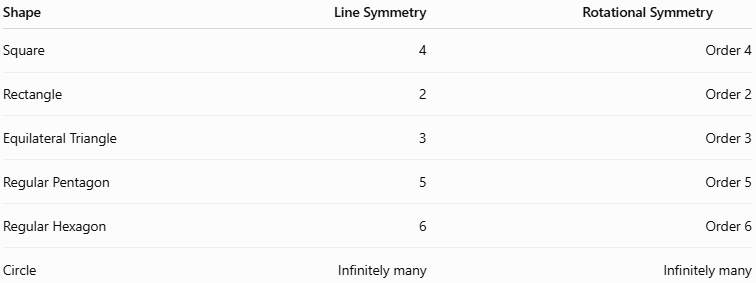 Shape Line Symmetry Rotational Symmetry
Square 4 Order 4
Rectangle 2 Order 2
Equilateral Triangle 3 Order 3
Regular Pentagon 5 Order 5
Regular Hexagon 6 Order 6
Circle Infinitely many Infinitely many